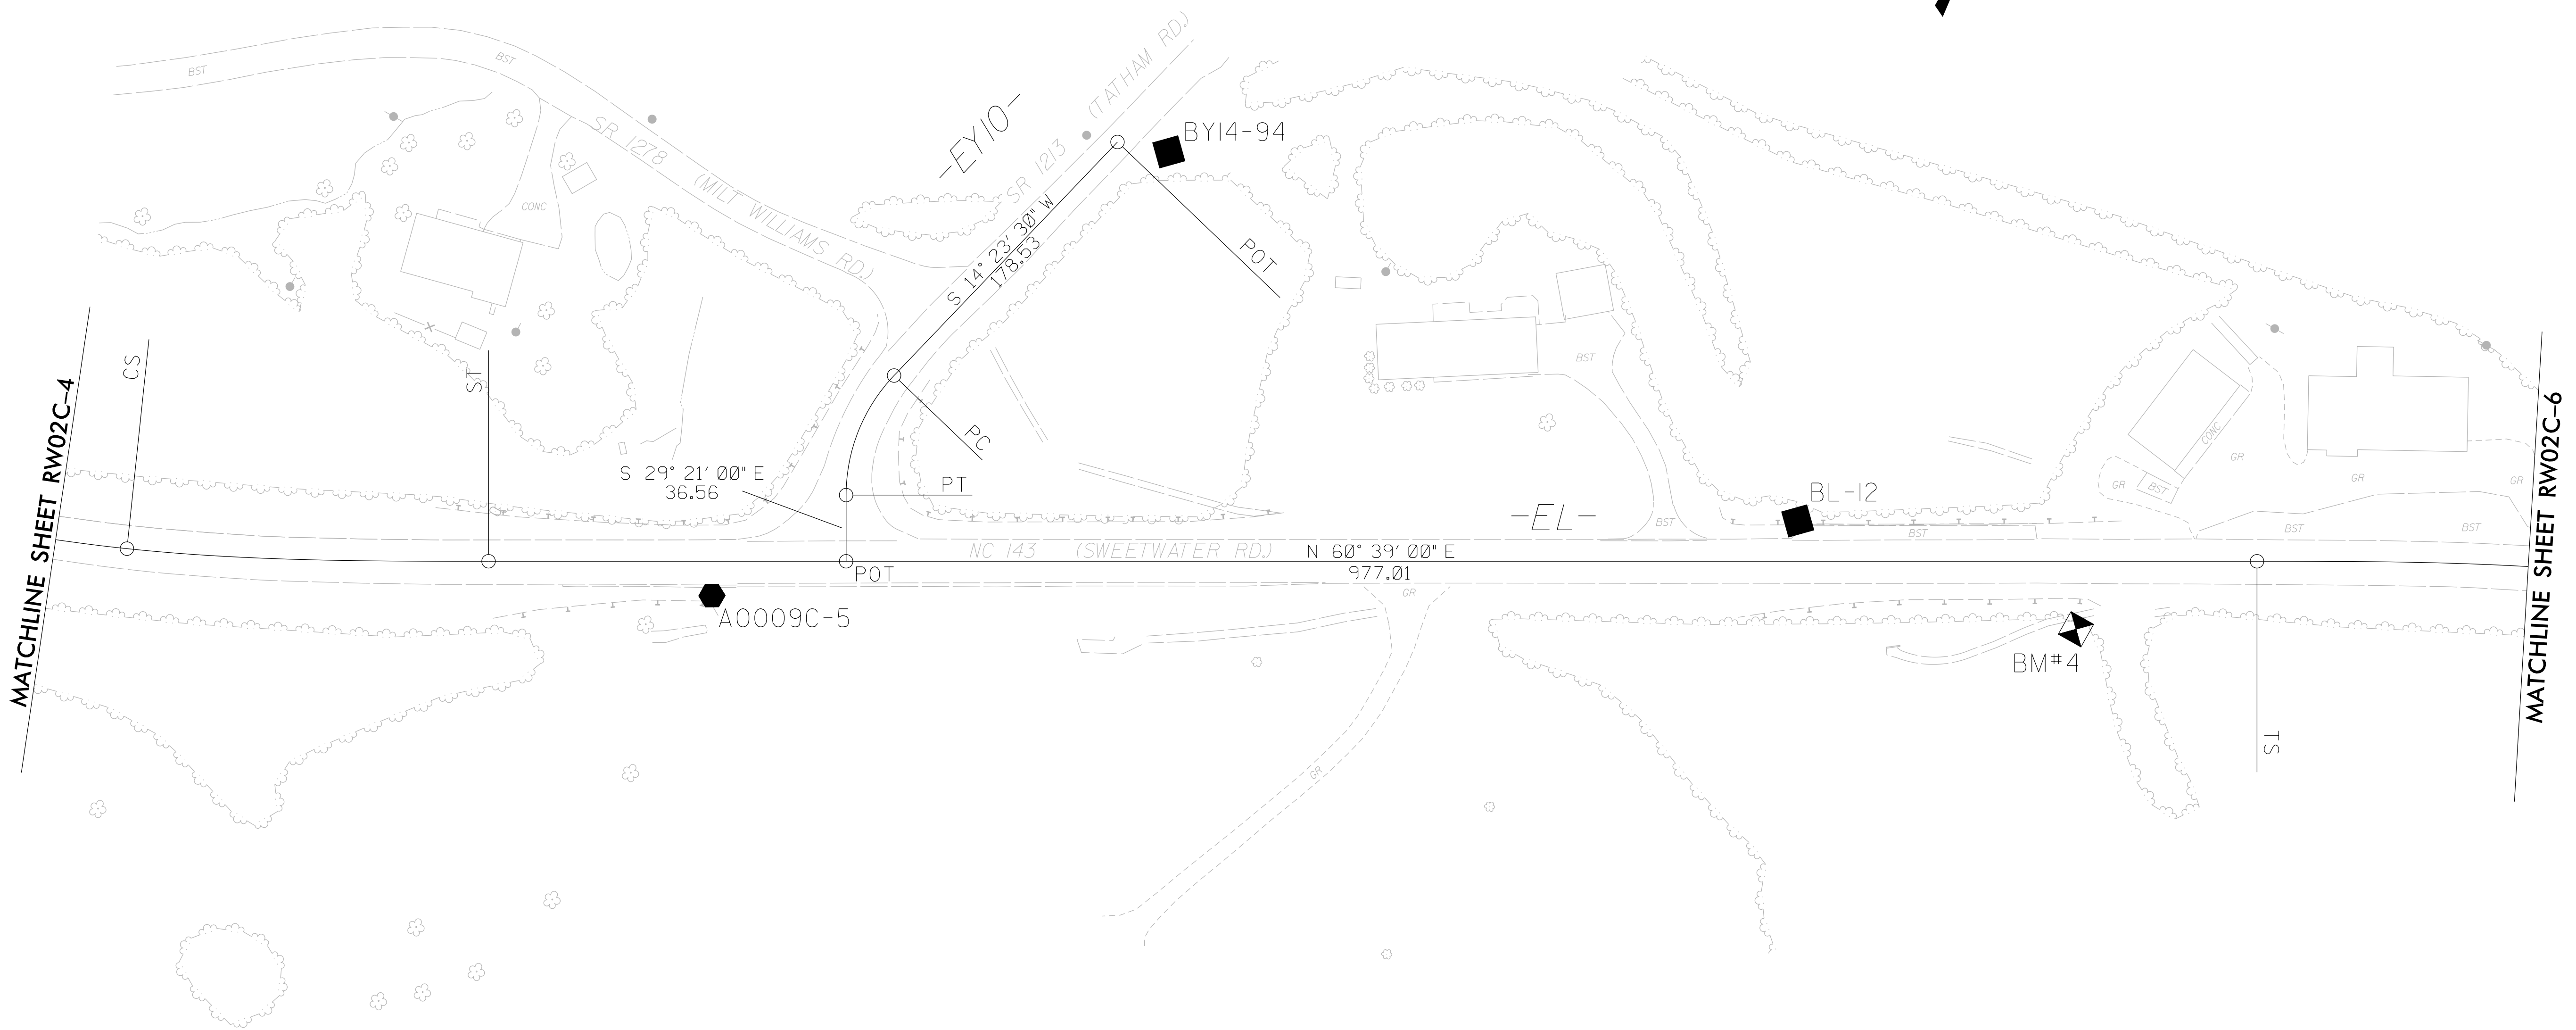 BST
BST
SR 1278
(MILT WILLIAMS RD.)
CONC
-EY10-
SR 1213
(TATHAM RD.)
BY14-94
S 14° 23' 30" W
178.53
POT
PC
PT
S 29° 21' 00" E
36.56
MATCHLINE SHEET RW02C-4
CS
ST
NC 143
(SWEETWATER RD.)
POT
A0009C-5
N 60° 39' 00" E
977.01
-EL-
BST
BST
BL-12
BST
GR
GR
BM#4
GR
BST
CONC
GR
GR
GR
BST
BST
TS
MATCHLINE SHEET RW02C-6